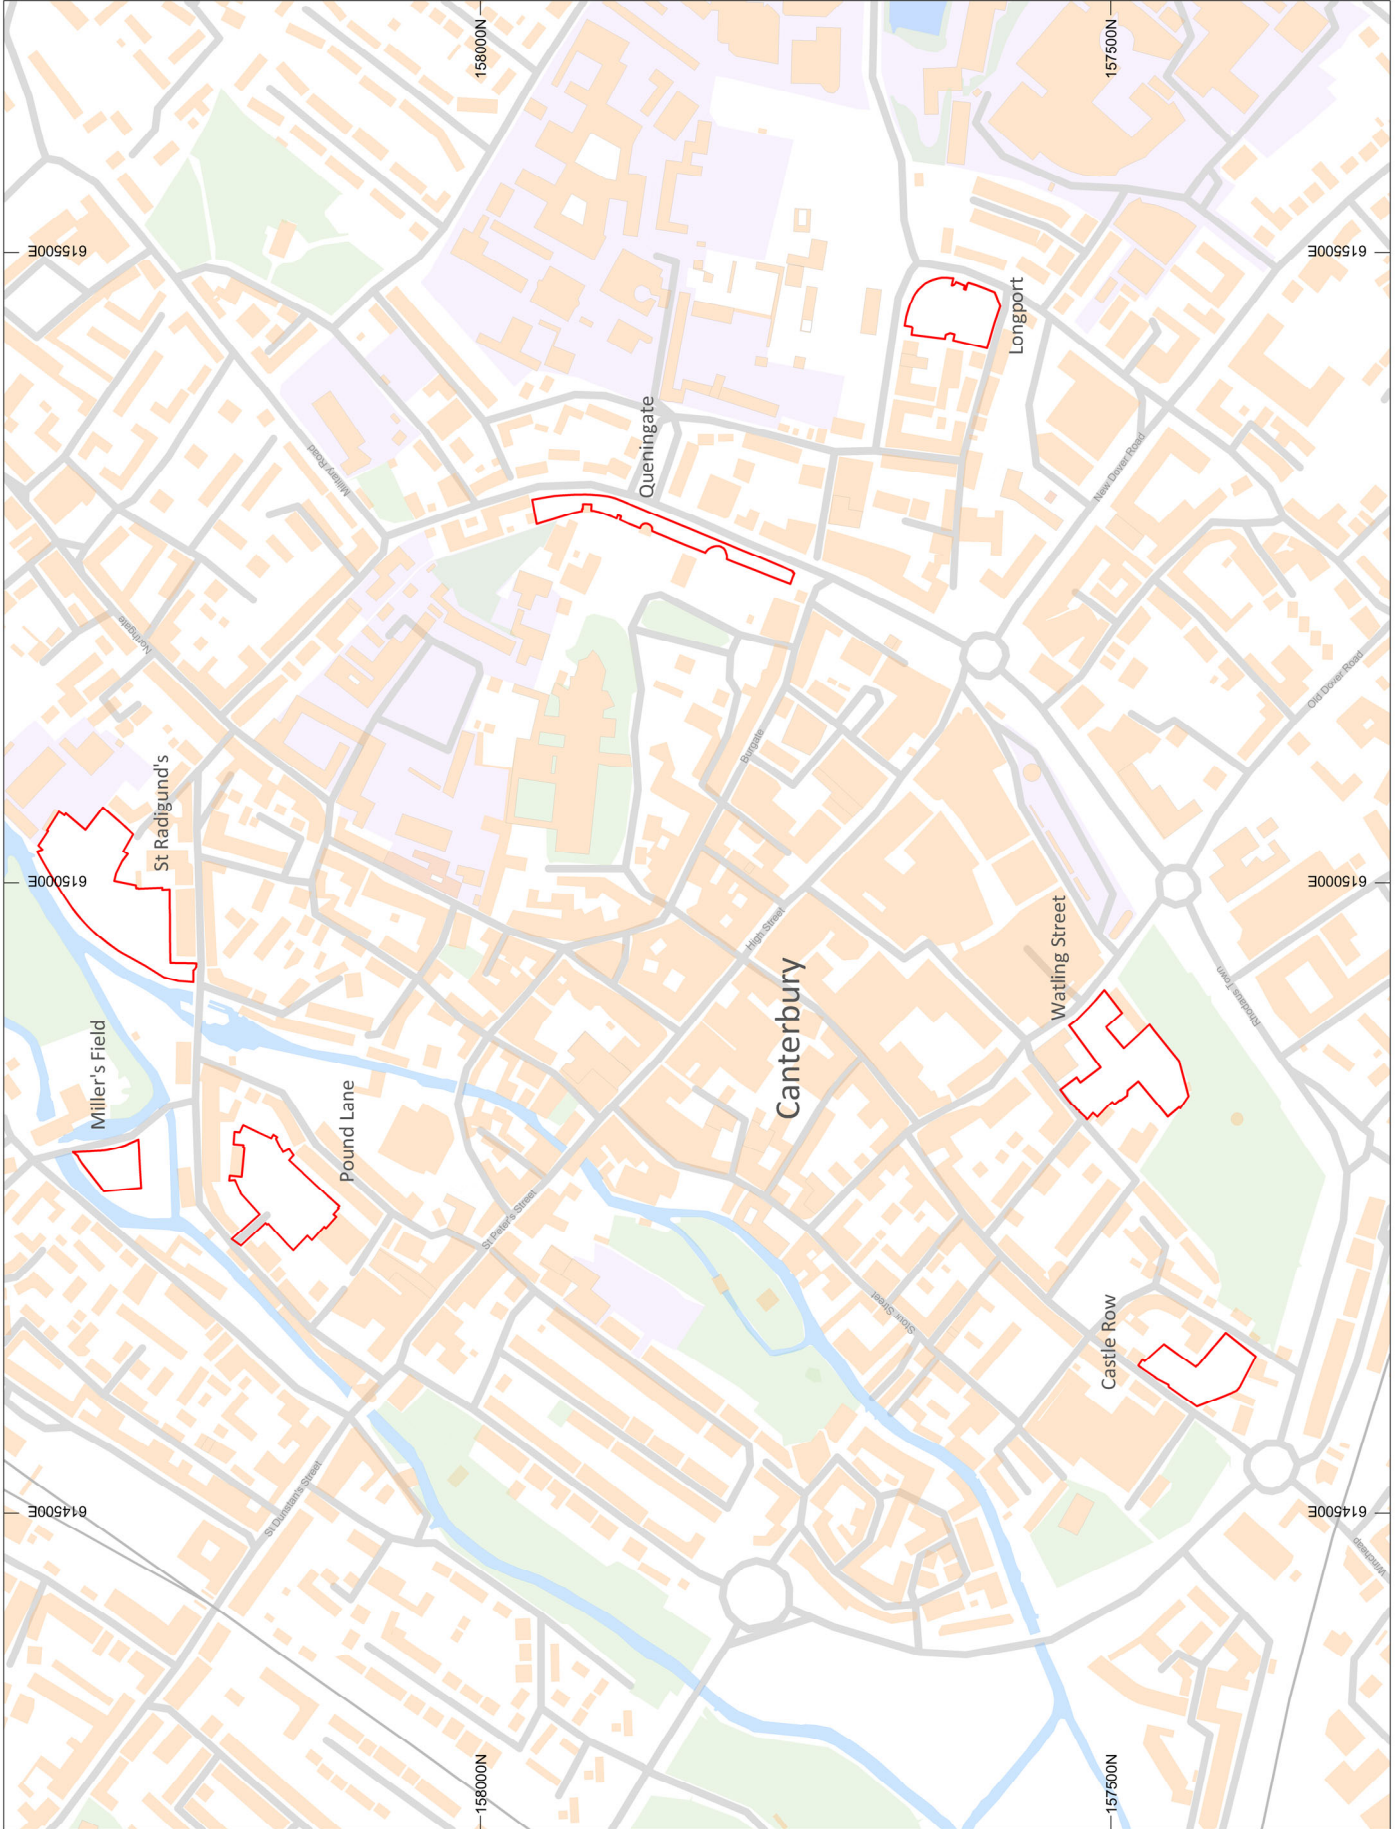 158000N
157500N
615500E
615500E
Military Road
Longport
Queningate
New Dover Road
Northgate
Old Dover Road
Burgate
St Radigund's
615000E
615000E
High Street
Watling Street
Canterbury
Rhodaus Town
Miller's Field
Pound Lane
St Peter's Street
Stour Street
Castle Row
St Dunstan's Street
614500E
614500E
Wincheap
158000N
157500N